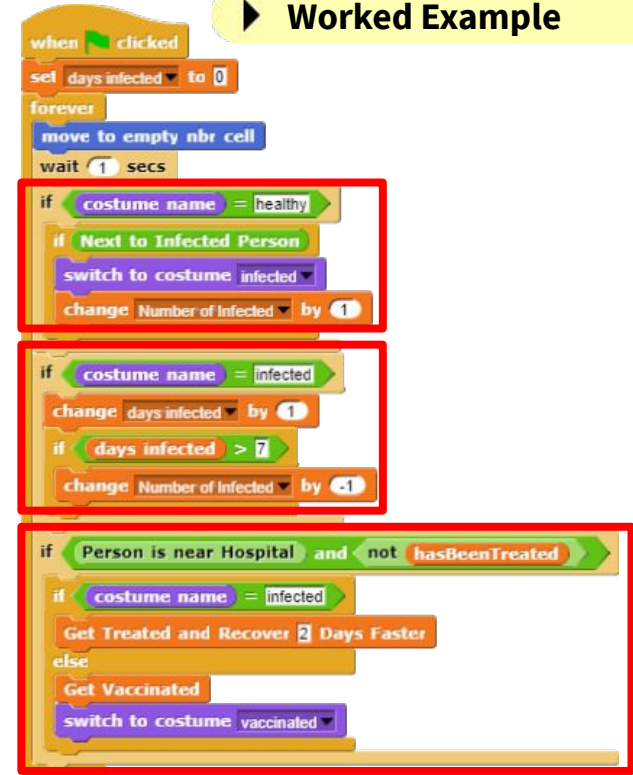 Worked Example
when clicked
set days infected to 0
forever
move to empty nbr cell
wait 1 secs
if costume name = healthy
if Next to Infected Person
switch to costume infected
change Number of Infected by 1
if costume name = infected
change days infected by 1
if days infected > 7
change Number of Infected by -1
if Person is near Hospital and not hasBeenTreated
if costume name = infected
Get Treated and Recover 2 Days Faster
else
Get Vaccinated
switch to costume vaccinated